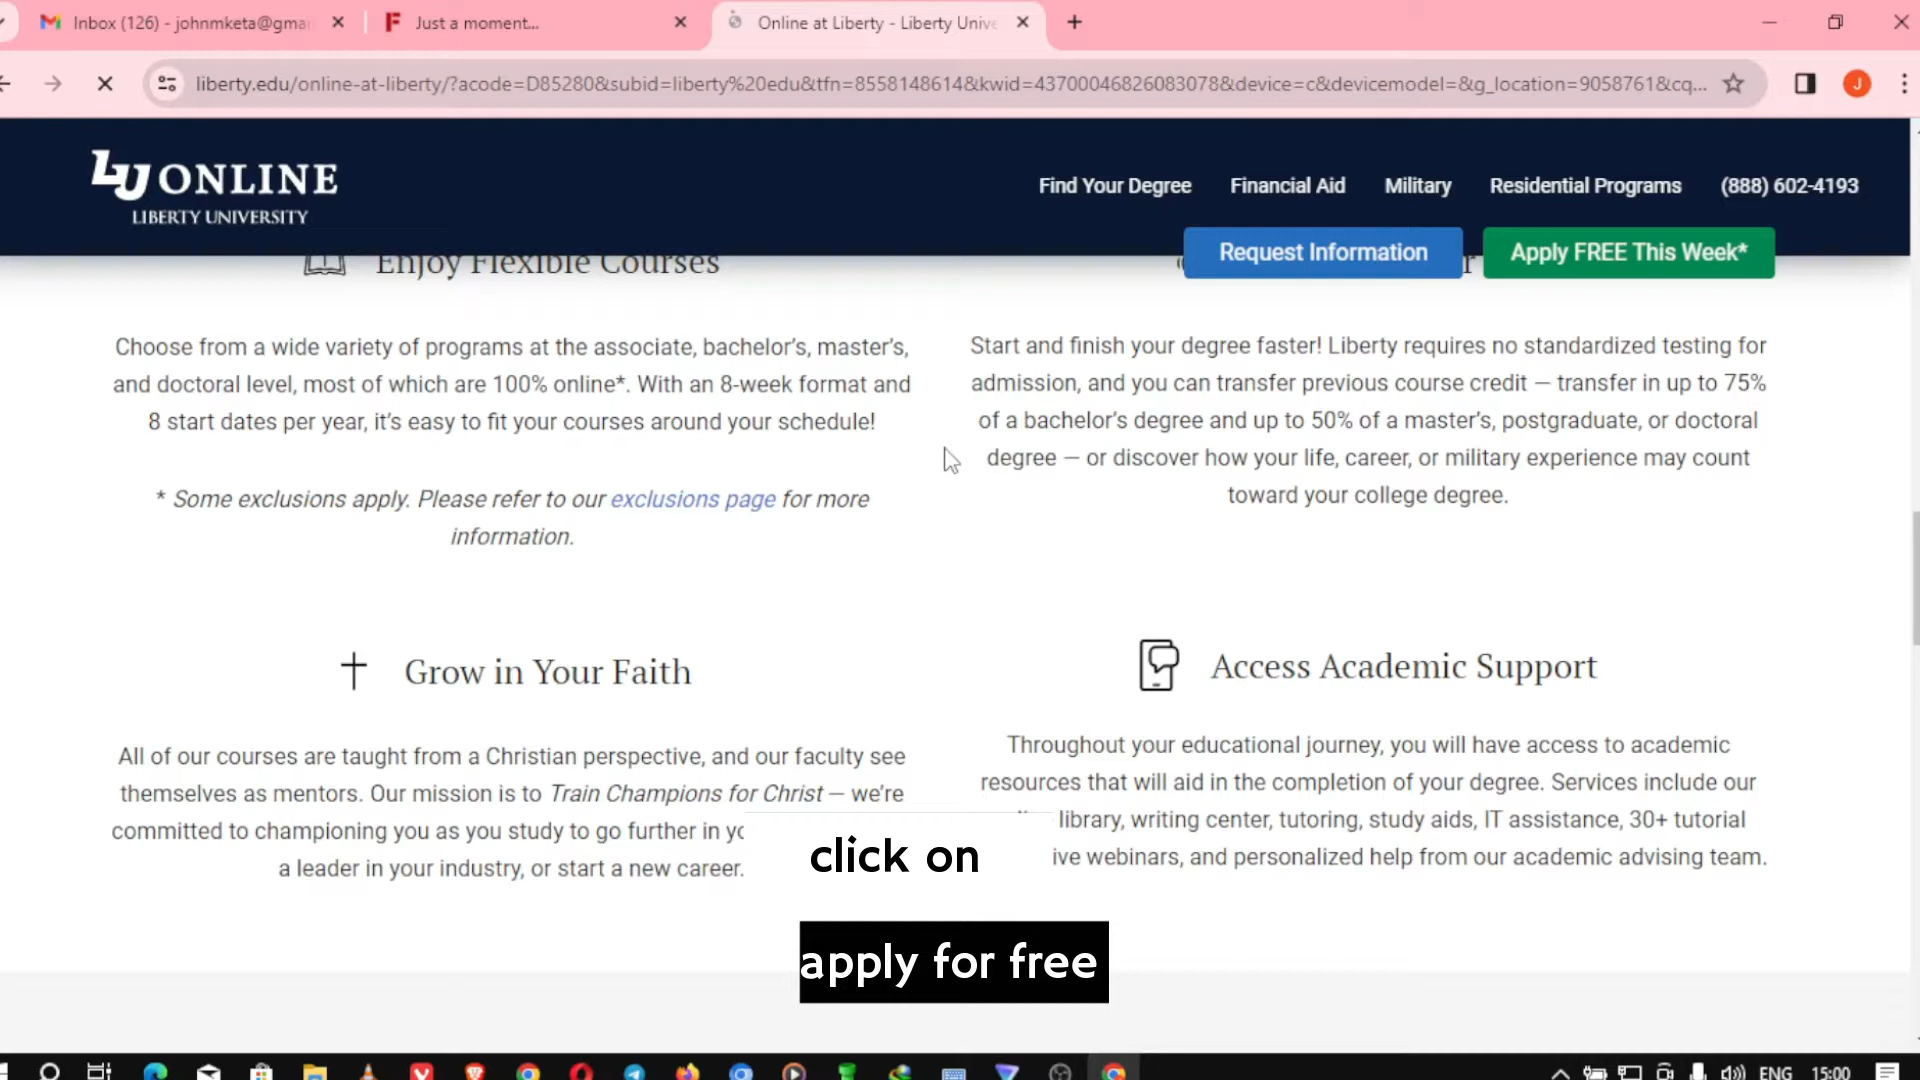 Inbox (126) - johnmketa@gmai
Just a moment...
Online at Liberty - Liberty Unive
liberty.edu/online-at-liberty/?acode=D85280&subid=liberty%20edu&tfn=8558148614&kwid=43700046826083078&device=c&devicemodel=&g_location=9058761&cq...
J
LU ONLINE
LIBERTY UNIVERSITY
Find Your Degree
Financial Aid
Military
Residential Programs
(888) 602-4193
Request Information
Apply FREE This Week*
Enjoy Flexible Courses
Choose from a wide variety of programs at the associate, bachelor's, master's,
and doctoral level, most of which are 100% online*. With an 8-week format and
8 start dates per year, it's easy to fit your courses around your schedule!
* Some exclusions apply. Please refer to our exclusions page for more
information.
Start and finish your degree faster! Liberty requires no standardized testing for
admission, and you can transfer previous course credit — transfer in up to 75%
of a bachelor's degree and up to 50% of a master's, postgraduate, or doctoral
degree — or discover how your life, career, or military experience may count
toward your college degree.
Grow in Your Faith
All of our courses are taught from a Christian perspective, and our faculty see
themselves as mentors. Our mission is to Train Champions for Christ — we're
committed to championing you as you study to go further in yo
a leader in your industry, or start a new career.
Access Academic Support
Throughout your educational journey, you will have access to academic
resources that will aid in the completion of your degree. Services include our
library, writing center, tutoring, study aids, IT assistance, 30+ tutorial
ive webinars, and personalized help from our academic advising team.
click on
apply for free
ENG
15:00